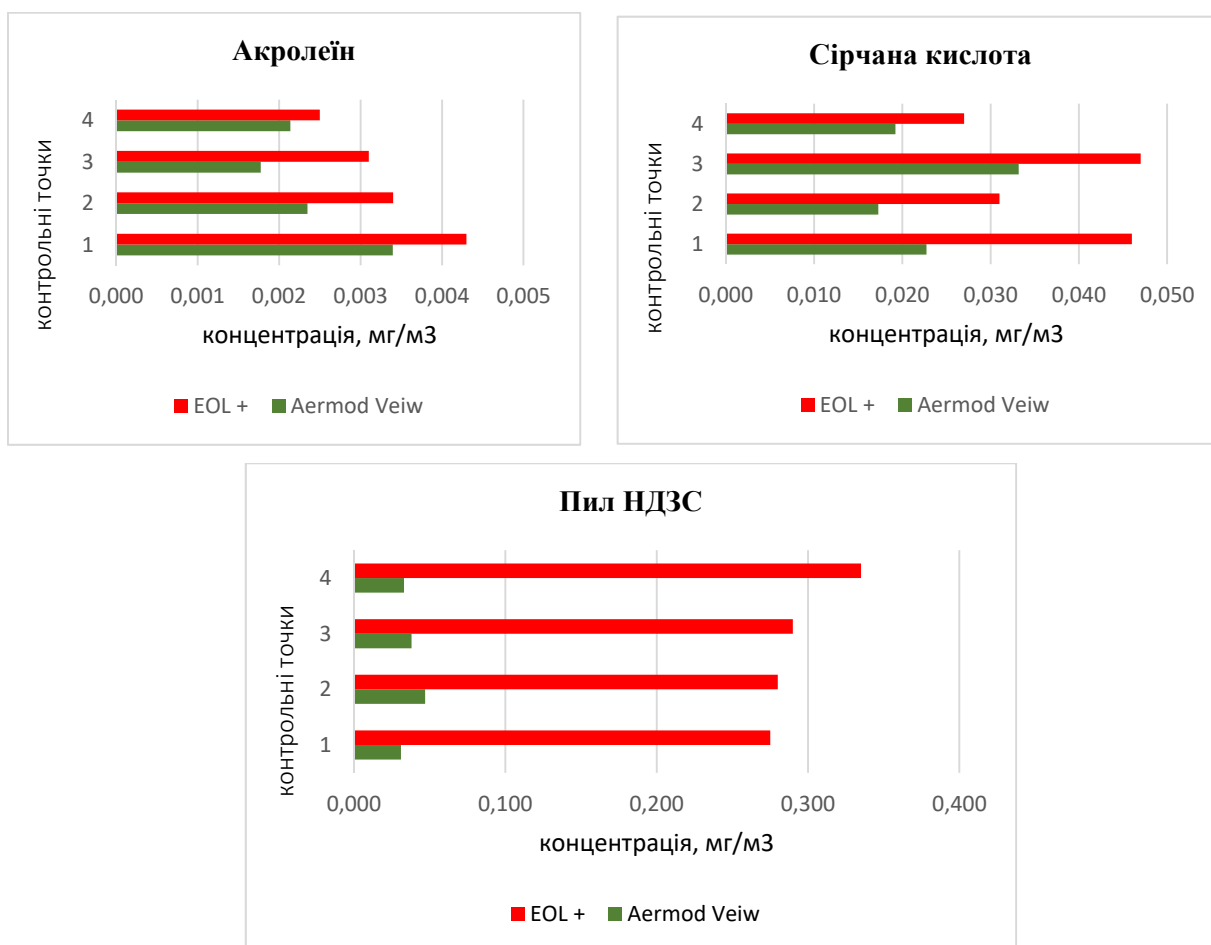 Акролеїн
контрольні точки
4
3
2
1
0,000 0,001 0,002 0,003 0,004 0,005
концентрація, мг/м3
EOL + Aermod Veiw
Сірчана кислота
контрольні точки
4
3
2
1
0,000 0,010 0,020 0,030 0,040 0,050
концентрація, мг/м3
EOL + Aermod Veiw
Пил НДЗС
контрольні точки
4
3
2
1
0,000 0,100 0,200 0,300 0,400
концентрація, мг/м3
EOL + Aermod Veiw